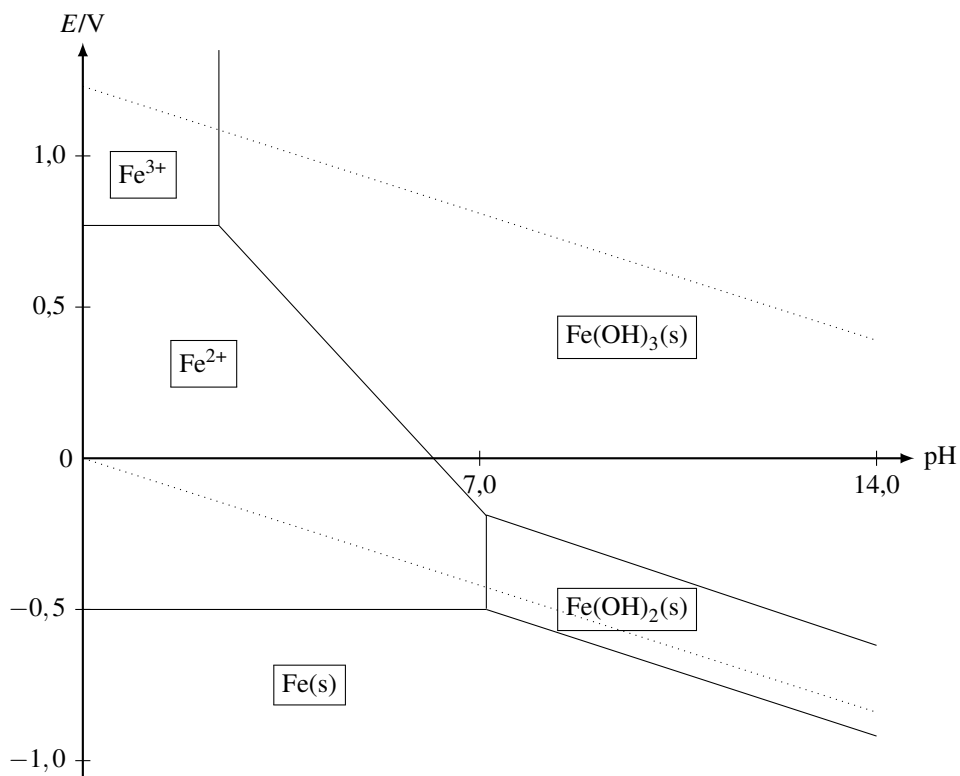 E/V
1,0
Fe³⁺
0,5
Fe(OH)₃(s)
Fe²⁺
0
pH
7,0
14,0
−0,5
Fe(OH)₂(s)
Fe(s)
−1,0